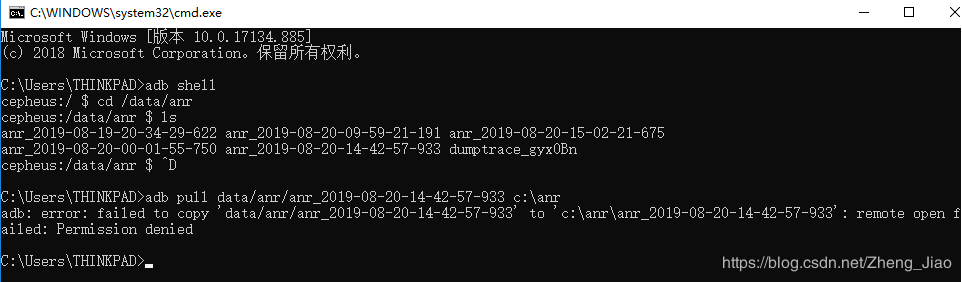 C:\WINDOWS\system32\cmd.exe
Microsoft Windows [版本 10.0.17134.885]
(c) 2018 Microsoft Corporation。保留所有权利。
C:\Users\THINKPAD>adb shell
cepheus:/ $ cd /data/anr
cepheus:/data/anr $ ls
anr_2019-08-19-20-34-29-622 anr_2019-08-20-09-59-21-191 anr_2019-08-20-15-02-21-675
anr_2019-08-20-00-01-55-750 anr_2019-08-20-14-42-57-933 dumptrace_gyx0Bn
cepheus:/data/anr $ ^D
C:\Users\THINKPAD>adb pull data/anr/anr_2019-08-20-14-42-57-933 c:\anr
adb: error: failed to copy 'data/anr/anr_2019-08-20-14-42-57-933' to 'c:\anr\anr_2019-08-20-14-42-57-933': remote open f
ailed: Permission denied
C:\Users\THINKPAD>
https://blog.csdn.net/Zheng_Jiao